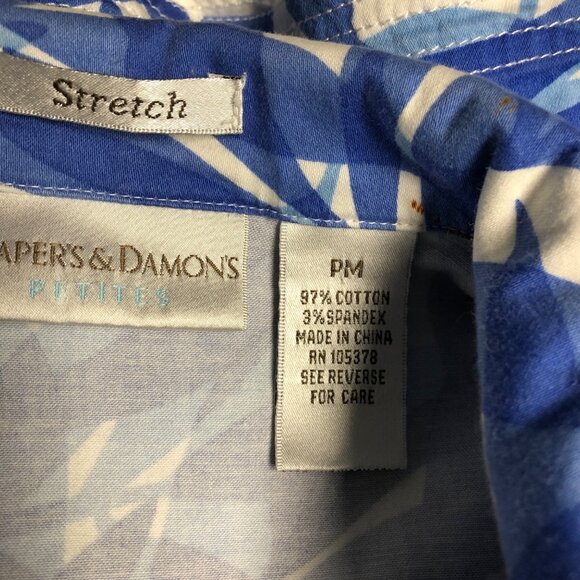 Stretch
APER'S & DAMON'S
PETITES
PM
97% COTTON
3% SPANDEX
MADE IN CHINA
RN 105378
SEE REVERSE
FOR CARE